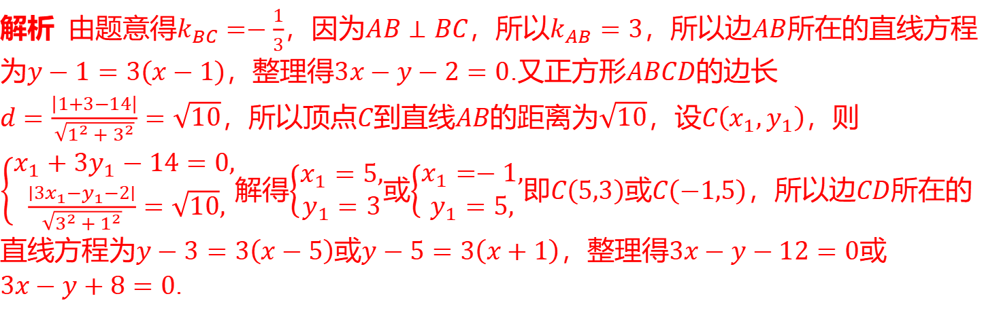 解析 由题意得$k_{BC}=-\frac{1}{3}$，因为$AB\perp BC$，所以$k_{AB}=3$，所以边$AB$所在的直线方程
为$y-1=3(x-1)$，整理得$3x-y-2=0$.又正方形$ABCD$的边长
$d=\frac{|1+3-14|}{\sqrt{1^2+3^2}}=\sqrt{10}$，所以顶点$C$到直线$AB$的距离为$\sqrt{10}$，设$C(x_1,y_1)$，则
$\begin{cases}x_1+3y_1-14=0,\\\frac{|3x_1-y_1-2|}{\sqrt{3^2+1^2}}=\sqrt{10},\end{cases}$解得$\begin{cases}x_1=5,\\y_1=3\end{cases}$或$\begin{cases}x_1=-1,\\y_1=5,\end{cases}$即$C(5,3)$或$C(-1,5)$，所以边$CD$所在的
直线方程为$y-3=3(x-5)$或$y-5=3(x+1)$，整理得$3x-y-12=0$或
$3x-y+8=0$.